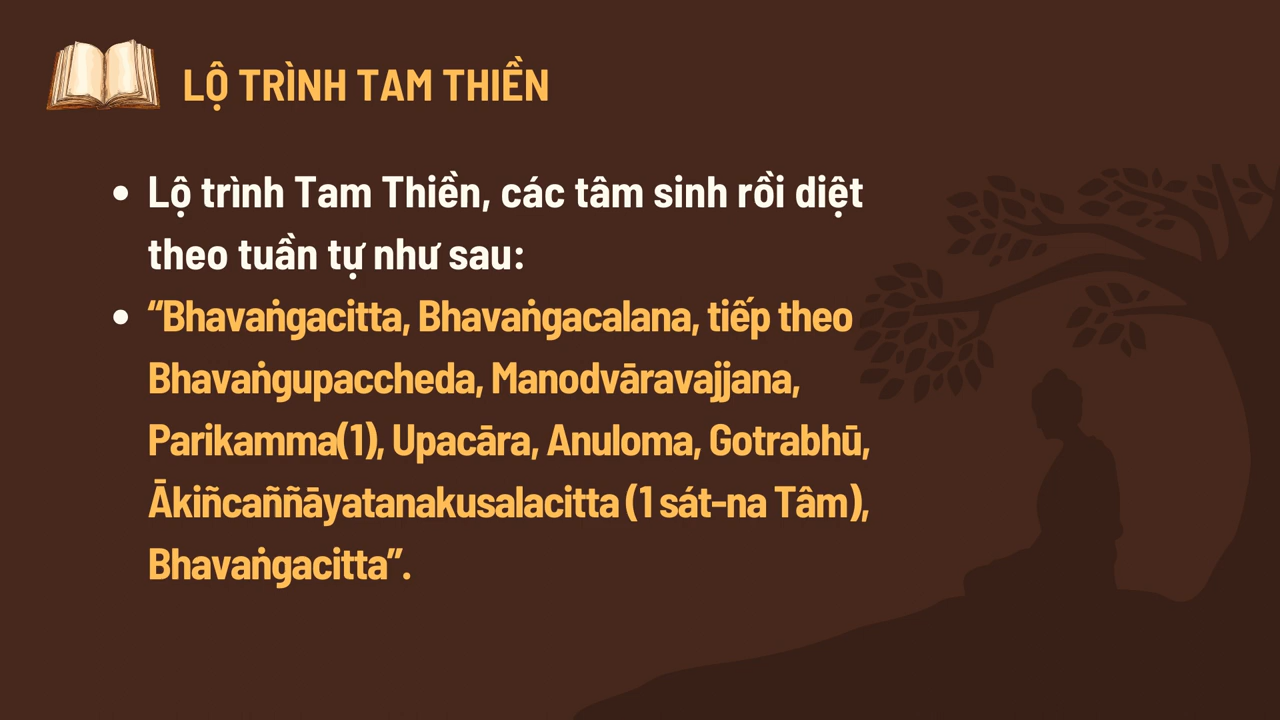 LỘ TRÌNH TAM THIỀN
• Lộ trình Tam Thiền, các tâm sinh rồi diệt
theo tuần tự như sau:
• “Bhavaṅgacitta, Bhavaṅgacalana, tiếp theo
Bhavaṅgupaccheda, Manodvāravajjana,
Parikamma(1), Upacāra, Anuloma, Gotrabhū,
Ākiñcaññāyatanakusalacitta (1 sát-na Tâm),
Bhavaṅgacitta”.